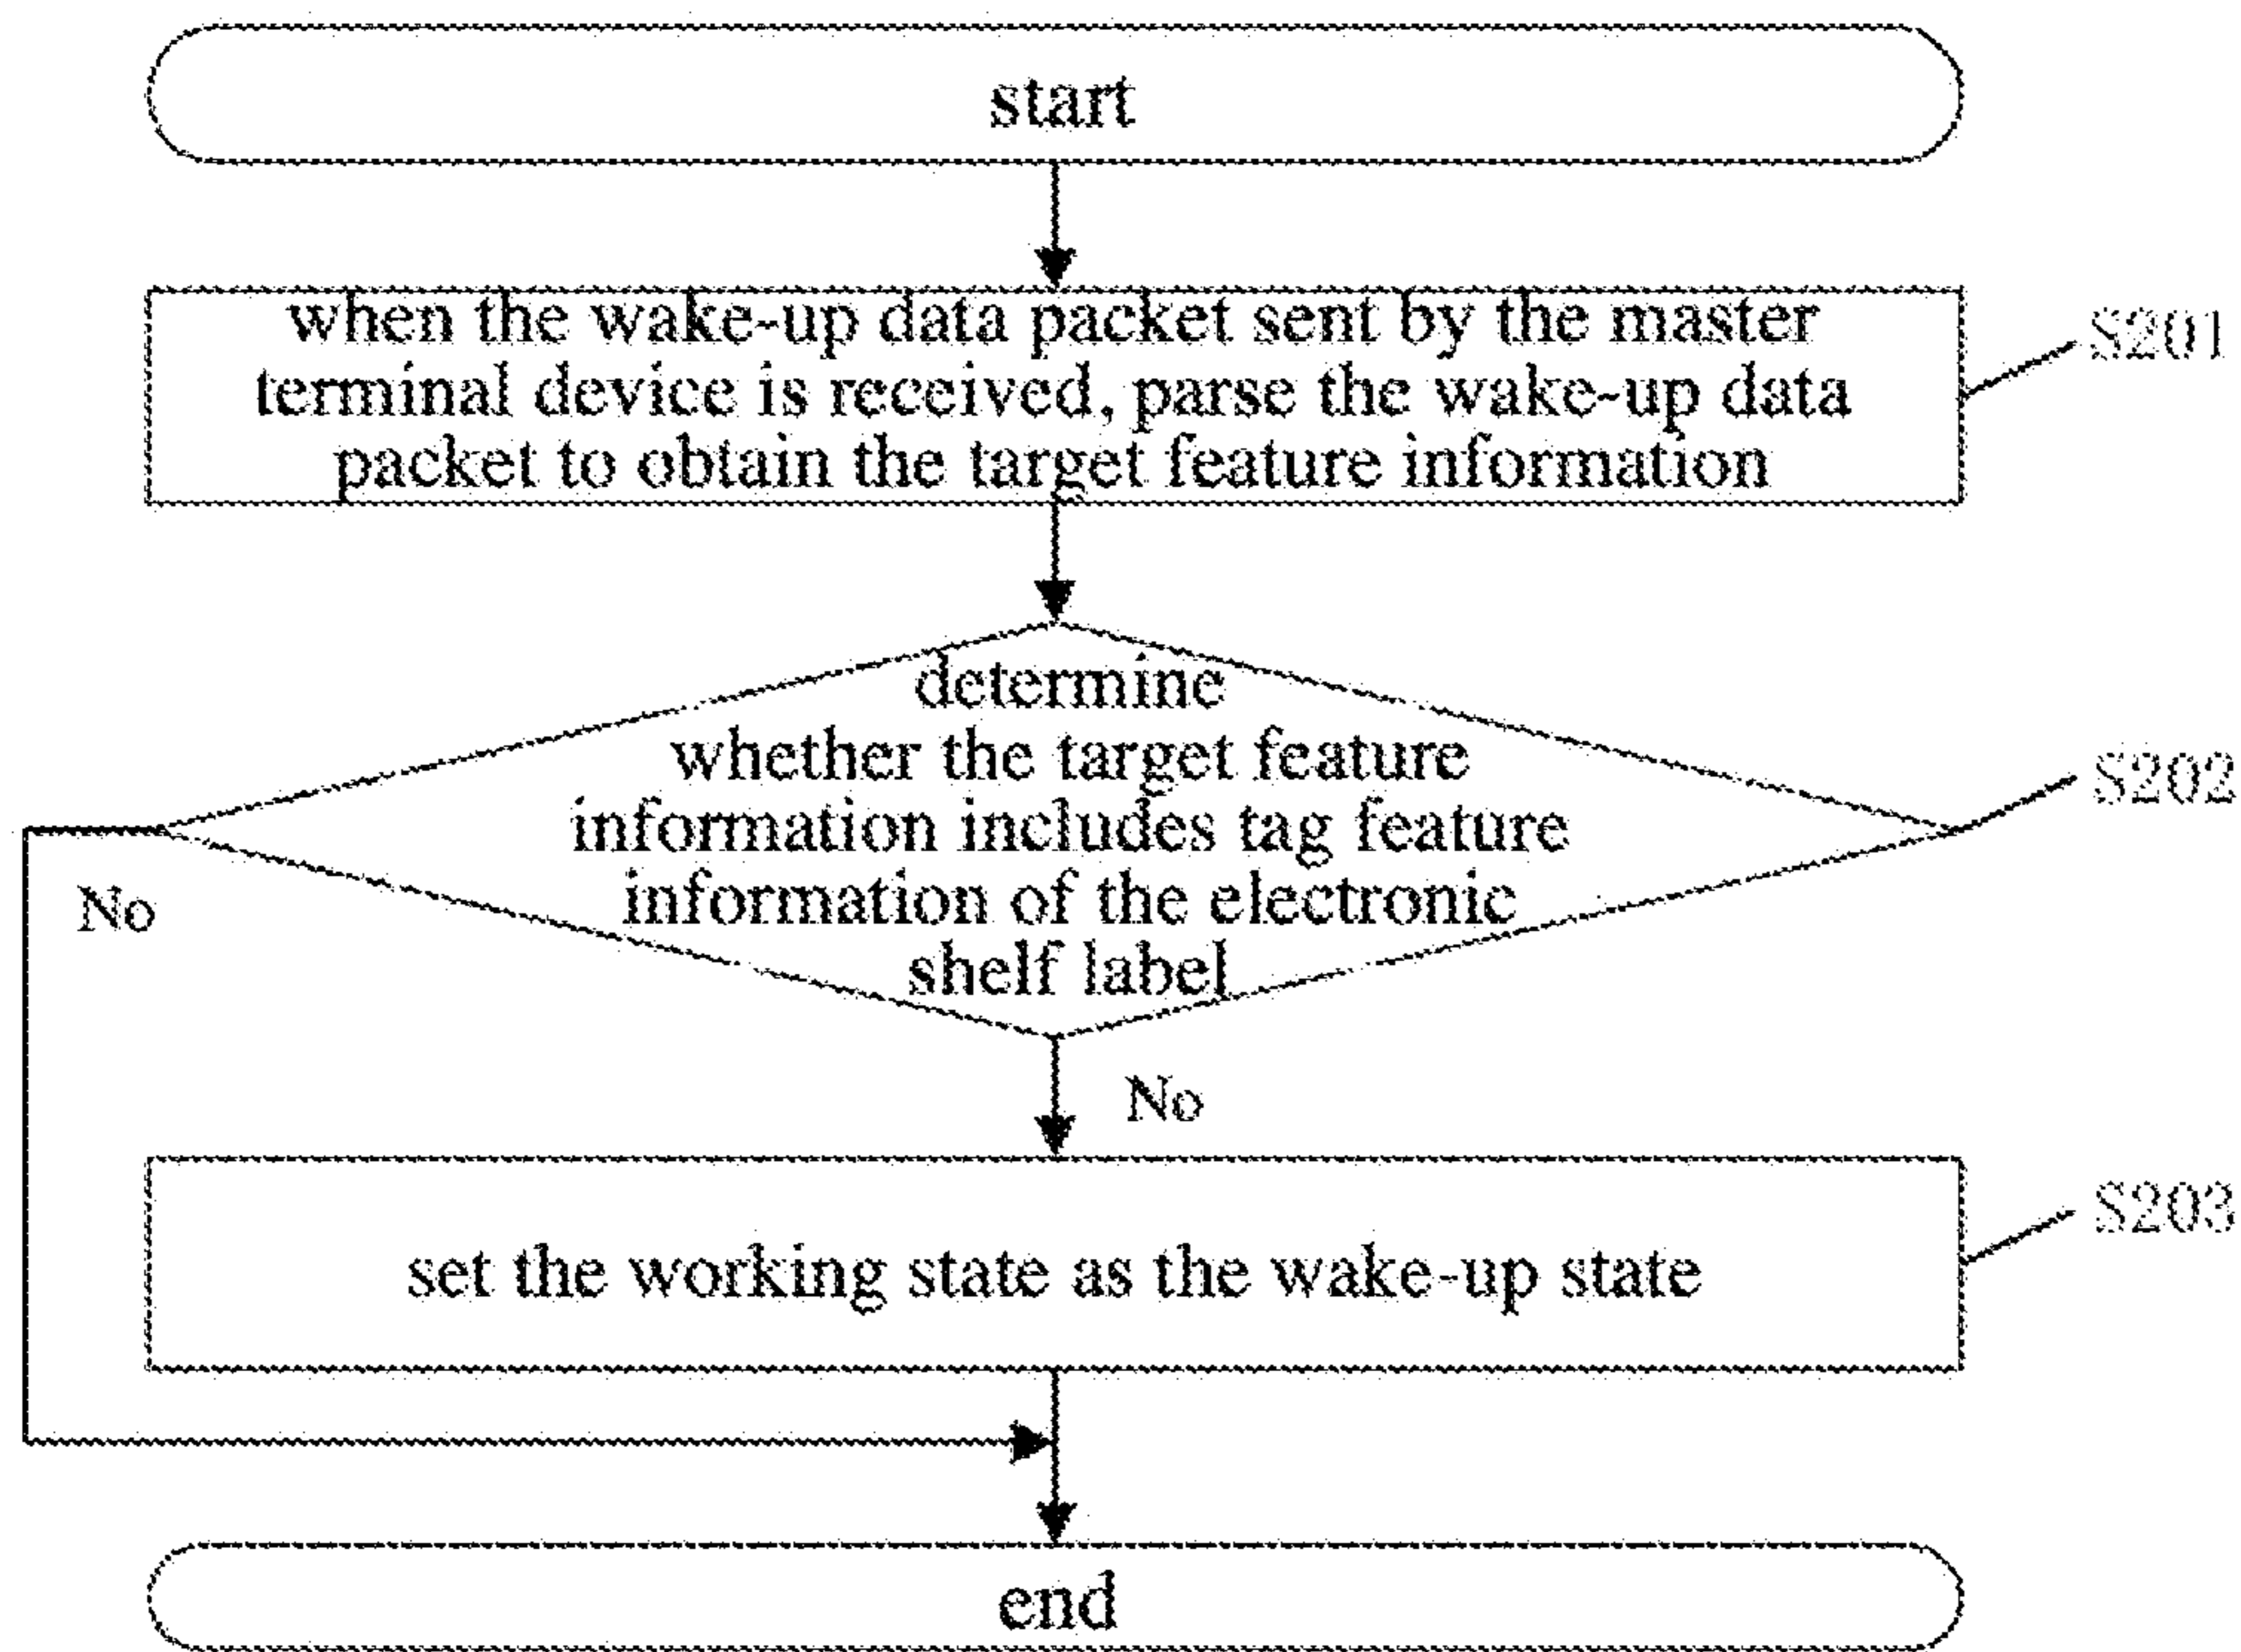 start
when the wake-up data packet sent by the master
terminal device is received, parse the wake-up data
packet to obtain the target feature information
S201
determine
whether the target feature
information includes tag feature
information of the electronic
shelf label
S202
No
No
set the working state as the wake-up state
S203
end